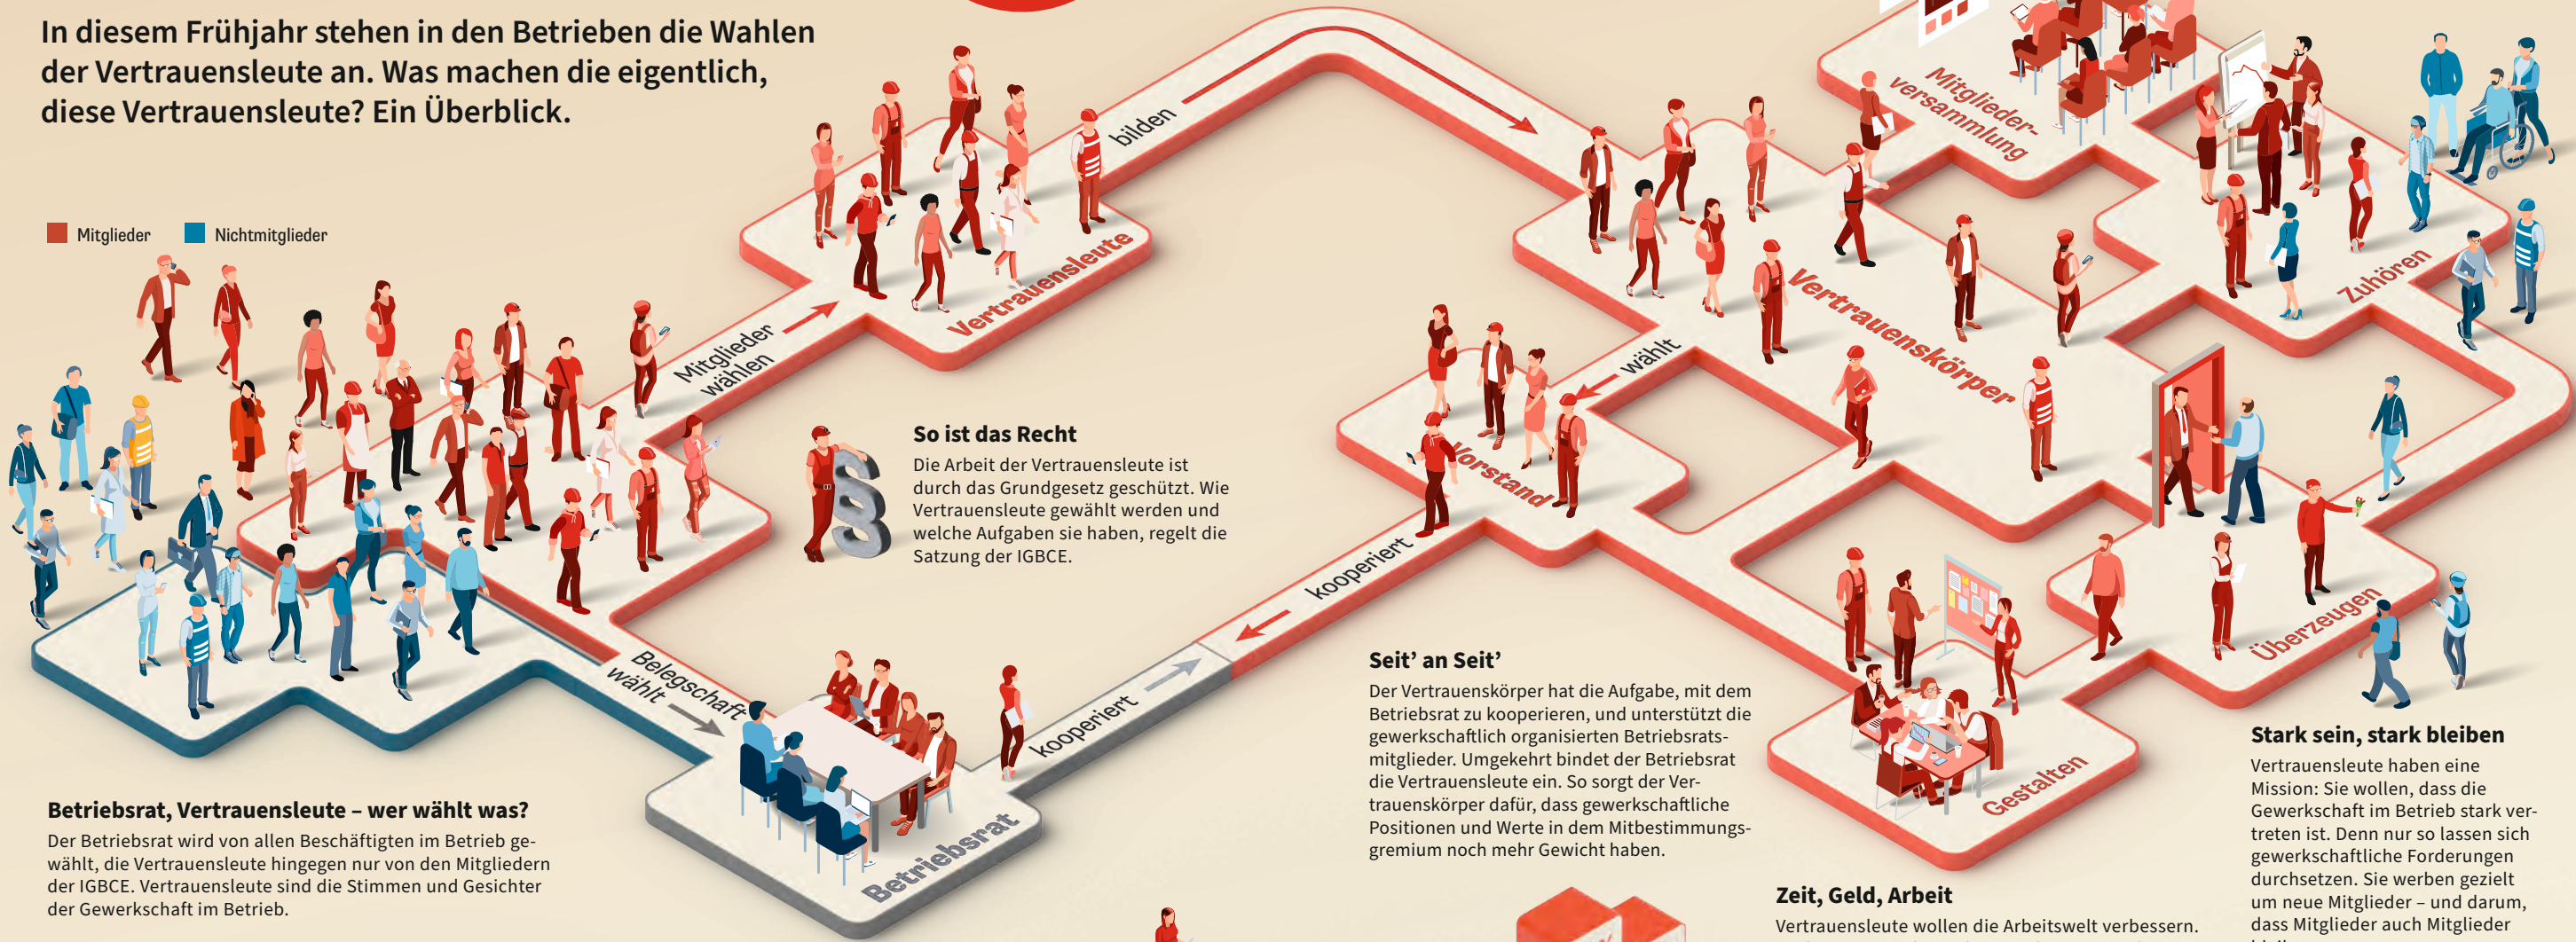 In diesem Frühjahr stehen in den Betrieben die Wahlen
der Vertrauensleute an. Was machen die eigentlich,
diese Vertrauensleute? Ein Überblick.
Mitglieder
Nichtmitglieder
Mitglieder
wählen
Vertrauensleute
bilden
Mitglieder-
versammlung
Zuhören
Vertrauenskörper
wählt
Vorstand
kooperiert
kooperiert
Belegschaft
wählt
Betriebsrat
Überzeugen
Gestalten
So ist das Recht
Die Arbeit der Vertrauensleute ist
durch das Grundgesetz geschützt. Wie
Vertrauensleute gewählt werden und
welche Aufgaben sie haben, regelt die
Satzung der IGBCE.
§
Betriebsrat, Vertrauensleute – wer wählt was?
Der Betriebsrat wird von allen Beschäftigten im Betrieb ge-
wählt, die Vertrauensleute hingegen nur von den Mitgliedern
der IGBCE. Vertrauensleute sind die Stimmen und Gesichter
der Gewerkschaft im Betrieb.
Seit’ an Seit’
Der Vertrauenskörper hat die Aufgabe, mit dem
Betriebsrat zu kooperieren, und unterstützt die
gewerkschaftlich organisierten Betriebsrats-
mitglieder. Umgekehrt bindet der Betriebsrat
die Vertrauensleute ein. So sorgt der Ver-
trauenskörper dafür, dass gewerkschaftliche
Positionen und Werte in dem Mitbestimmungs-
gremium noch mehr Gewicht haben.
Zeit, Geld, Arbeit
Vertrauensleute wollen die Arbeitswelt verbessern.
Stark sein, stark bleiben
Vertrauensleute haben eine
Mission: Sie wollen, dass die
Gewerkschaft im Betrieb stark ver-
treten ist. Denn nur so lassen sich
gewerkschaftliche Forderungen
durchsetzen. Sie werben gezielt
um neue Mitglieder – und darum,
dass Mitglieder auch Mitglieder